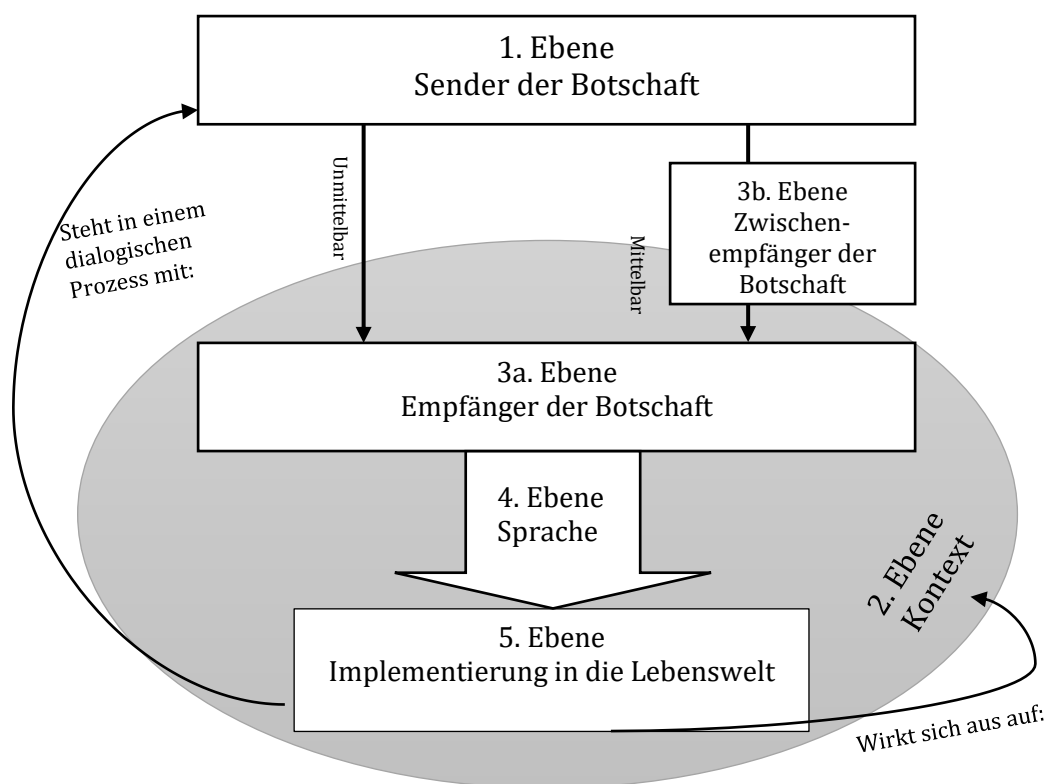 1. Ebene
Sender der Botschaft
Unmittelbar
Mittelbar
3b. Ebene
Zwischen-
empfänger der
Botschaft
Steht in einem
dialogischen
Prozess mit:
3a. Ebene
Empfänger der Botschaft
4. Ebene
Sprache
2. Ebene
Kontext
5. Ebene
Implementierung in die Lebenswelt
Wirkt sich aus auf: